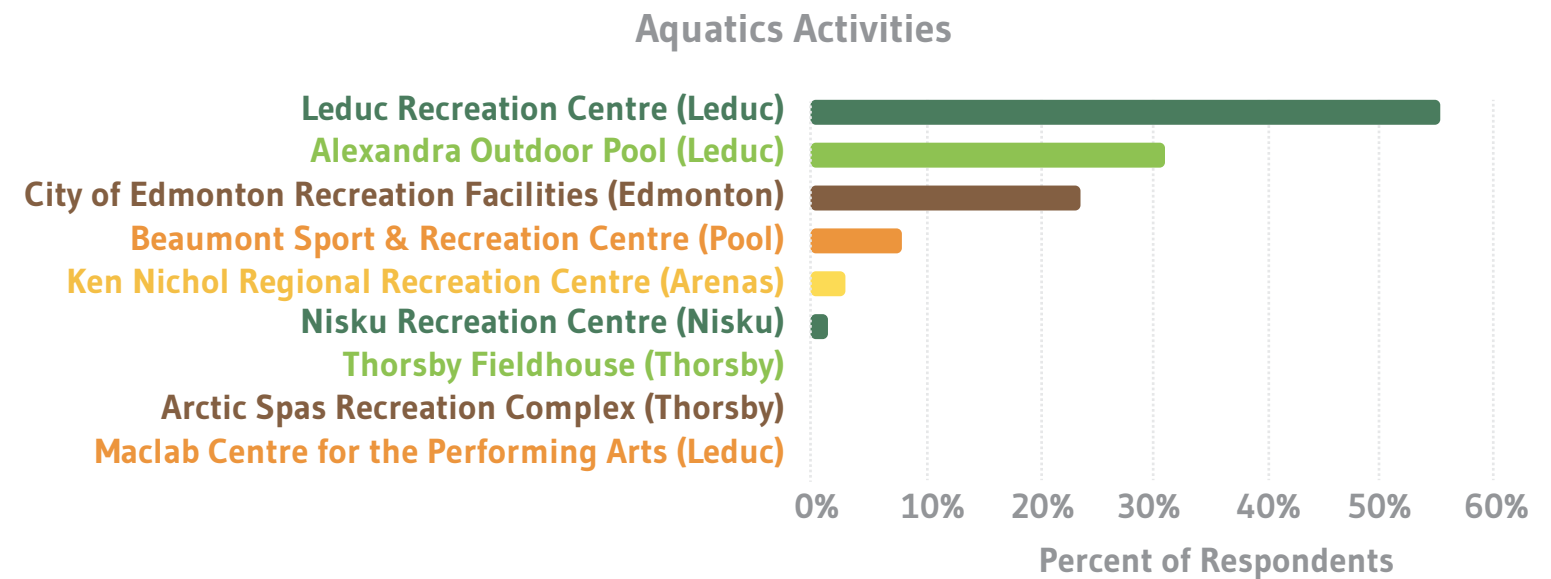 Aquatics Activities
Leduc Recreation Centre (Leduc)
Alexandra Outdoor Pool (Leduc)
City of Edmonton Recreation Facilities (Edmonton)
Beaumont Sport & Recreation Centre (Pool)
Ken Nichol Regional Recreation Centre (Arenas)
Nisku Recreation Centre (Nisku)
Thorsby Fieldhouse (Thorsby)
Arctic Spas Recreation Complex (Thorsby)
Maclab Centre for the Performing Arts (Leduc)
0% 10% 20% 30% 40% 50% 60%
Percent of Respondents